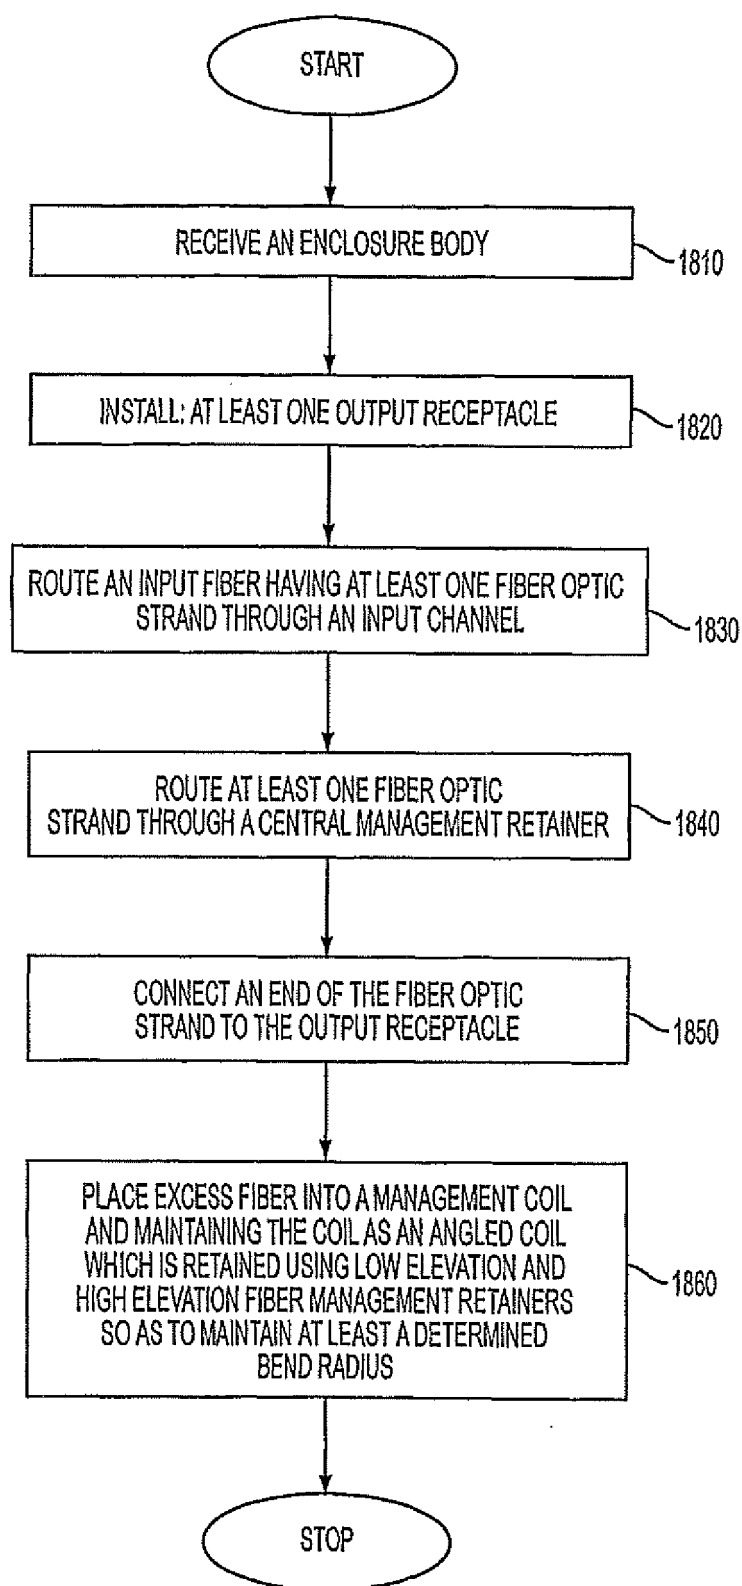 START
RECEIVE AN ENCLOSURE BODY
1810
INSTALL: AT LEAST ONE OUTPUT RECEPTACLE
1820
ROUTE AN INPUT FIBER HAVING AT LEAST ONE FIBER OPTIC
STRAND THROUGH AN INPUT CHANNEL
1830
ROUTE AT LEAST ONE FIBER OPTIC
STRAND THROUGH A CENTRAL MANAGEMENT RETAINER
1840
CONNECT AN END OF THE FIBER OPTIC
STRAND TO THE OUTPUT RECEPTACLE
1850
PLACE EXCESS FIBER INTO A MANAGEMENT COIL
AND MAINTAINING THE COIL AS AN ANGLED COIL
WHICH IS RETAINED USING LOW ELEVATION AND
HIGH ELEVATION FIBER MANAGEMENT RETAINERS
SO AS TO MAINTAIN AT LEAST A DETERMINED
BEND RADIUS
1860
STOP